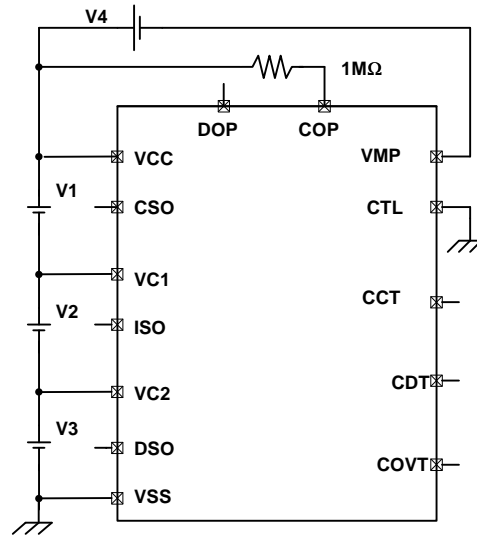 V4
1MΩ
DOP
COP
VCC
VMP
V1
CSO
CTL
VC1
CCT
V2
ISO
CDT
VC2
V3
DSO
COVT
VSS